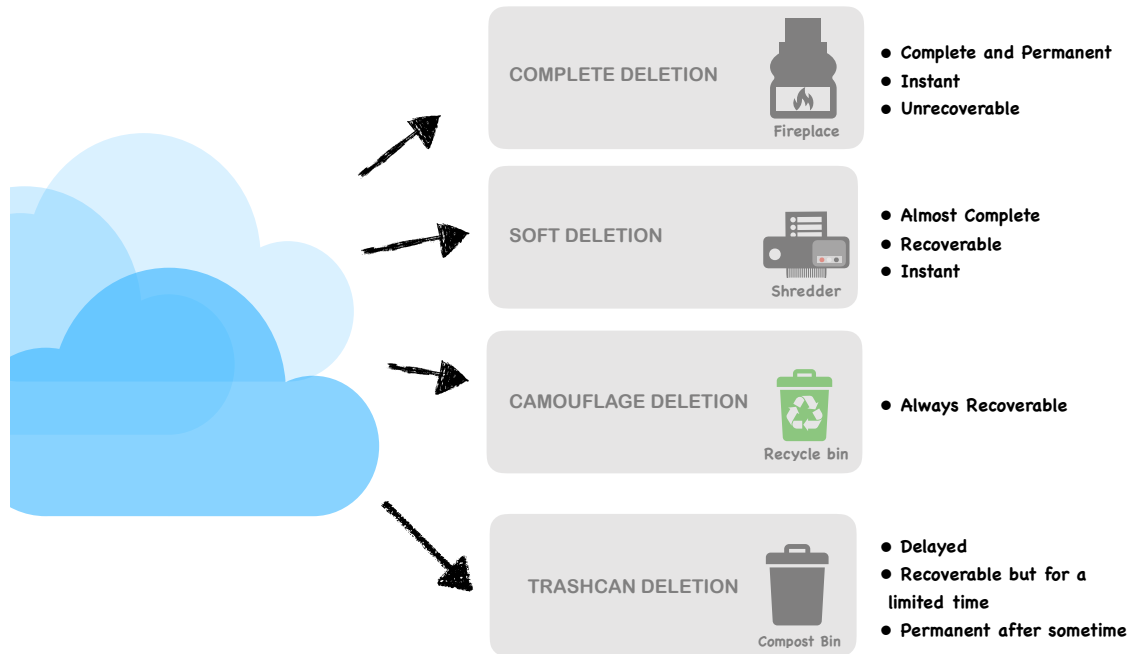 COMPLETE DELETION
Fireplace
● Complete and Permanent
● Instant
● Unrecoverable
SOFT DELETION
Shredder
● Almost Complete
● Recoverable
● Instant
CAMOUFLAGE DELETION
Recycle bin
● Always Recoverable
TRASHCAN DELETION
Compost Bin
● Delayed
● Recoverable but for a
limited time
● Permanent after sometime